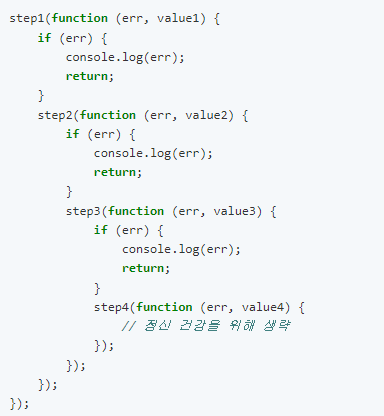 step1(function (err, value1) {
    if (err) {
        console.log(err);
        return;
    }
    step2(function (err, value2) {
        if (err) {
            console.log(err);
            return;
        }
        step3(function (err, value3) {
            if (err) {
                console.log(err);
                return;
            }
            step4(function (err, value4) {
                // 정신 건강을 위해 생략
            });
        });
    });
});